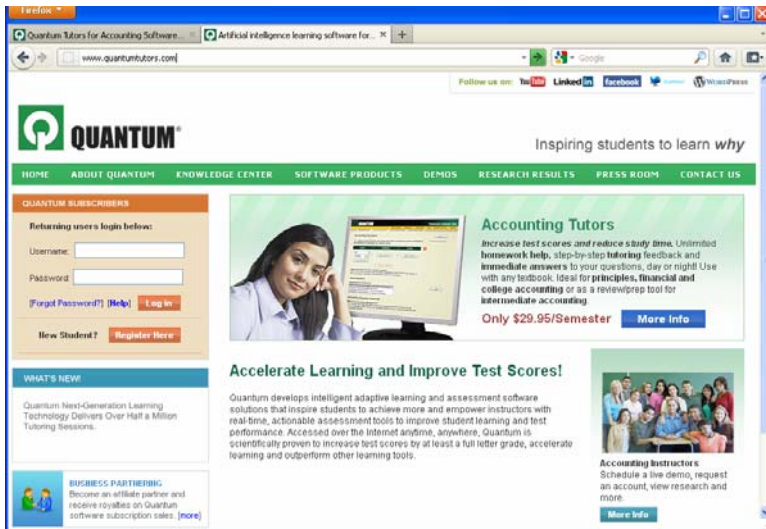 Firefox
Quantum Tutors for Accounting Software...
Artificial intelligence learning software for...
www.quantumtutors.com
Google
Follow us on: You Tube Linked in facebook twitter WordPress
QUANTUM®
Inspiring students to learn why
HOME ABOUT QUANTUM KNOWLEDGE CENTER SOFTWARE PRODUCTS DEMOS RESEARCH RESULTS PRESS ROOM CONTACT US
QUANTUM SUBSCRIBERS
Returning users login below:
Username:
Password:
[Forgot Password?] [Help] Log in
New Student? Register Here
Accounting Tutors
Increase test scores and reduce study time. Unlimited
homework help, step-by-step tutoring feedback and
immediate answers to your questions, day or night! Use
with any textbook. Ideal for principles, financial and
college accounting or as a review/prep tool for
intermediate accounting.
Only $29.95/Semester More Info
WHAT'S NEW!
Quantum Next-Generation Learning
Technology Delivers Over Half a Million
Tutoring Sessions.
BUSINESS PARTNERING
Become an affiliate partner and
receive royalties on Quantum
software subscription sales. [more]
Accelerate Learning and Improve Test Scores!
Quantum develops intelligent adaptive learning and assessment software
solutions that inspire students to achieve more and empower instructors with
real-time, actionable assessment tools to improve student learning and test
performance. Accessed over the Internet anytime, anywhere, Quantum is
scientifically proven to increase test scores by at least a full letter grade, accelerate
learning and outperform other learning tools.
Accounting Instructors
Schedule a live demo, request
an account, view research and
more.
More Info